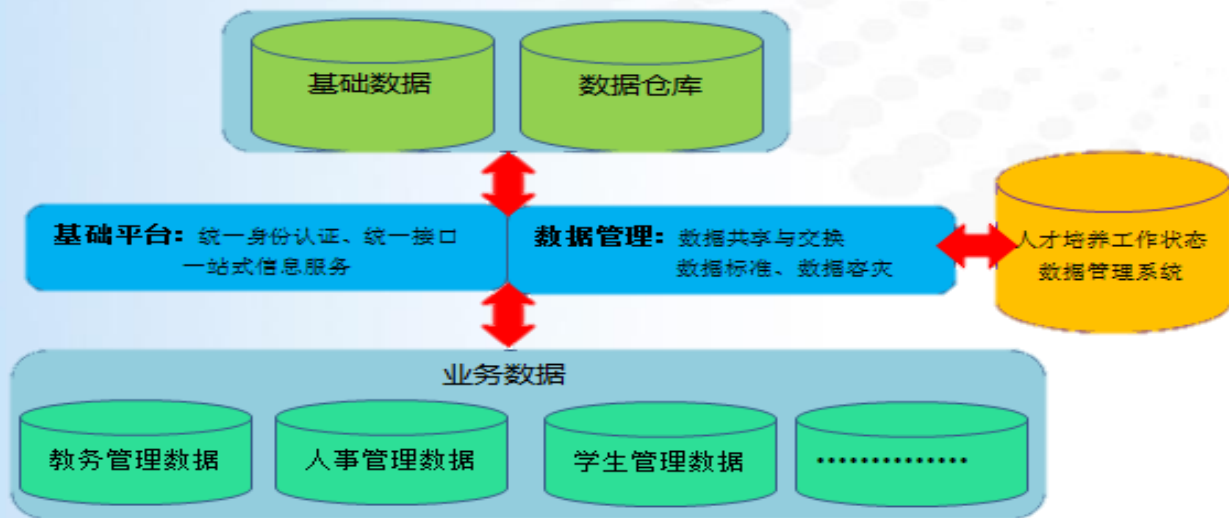 基础数据
数据仓库
基础平台：统一身份认证、统一接口
一站式信息服务
数据管理：数据共享与交换
数据标准、数据容灾
人才培养工作状态
数据管理系统
业务数据
教务管理数据
人事管理数据
学生管理数据
••••••••••••••